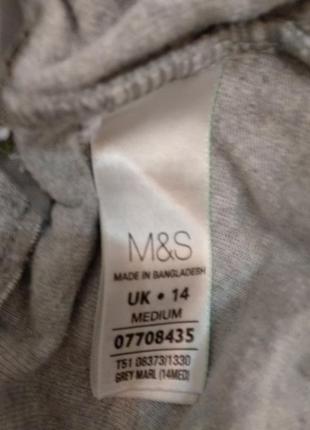 M&S
MADE IN BANGLADESH
UK • 14
MEDIUM
07708435
T51 08373/1330
GREY MARL (14MED)